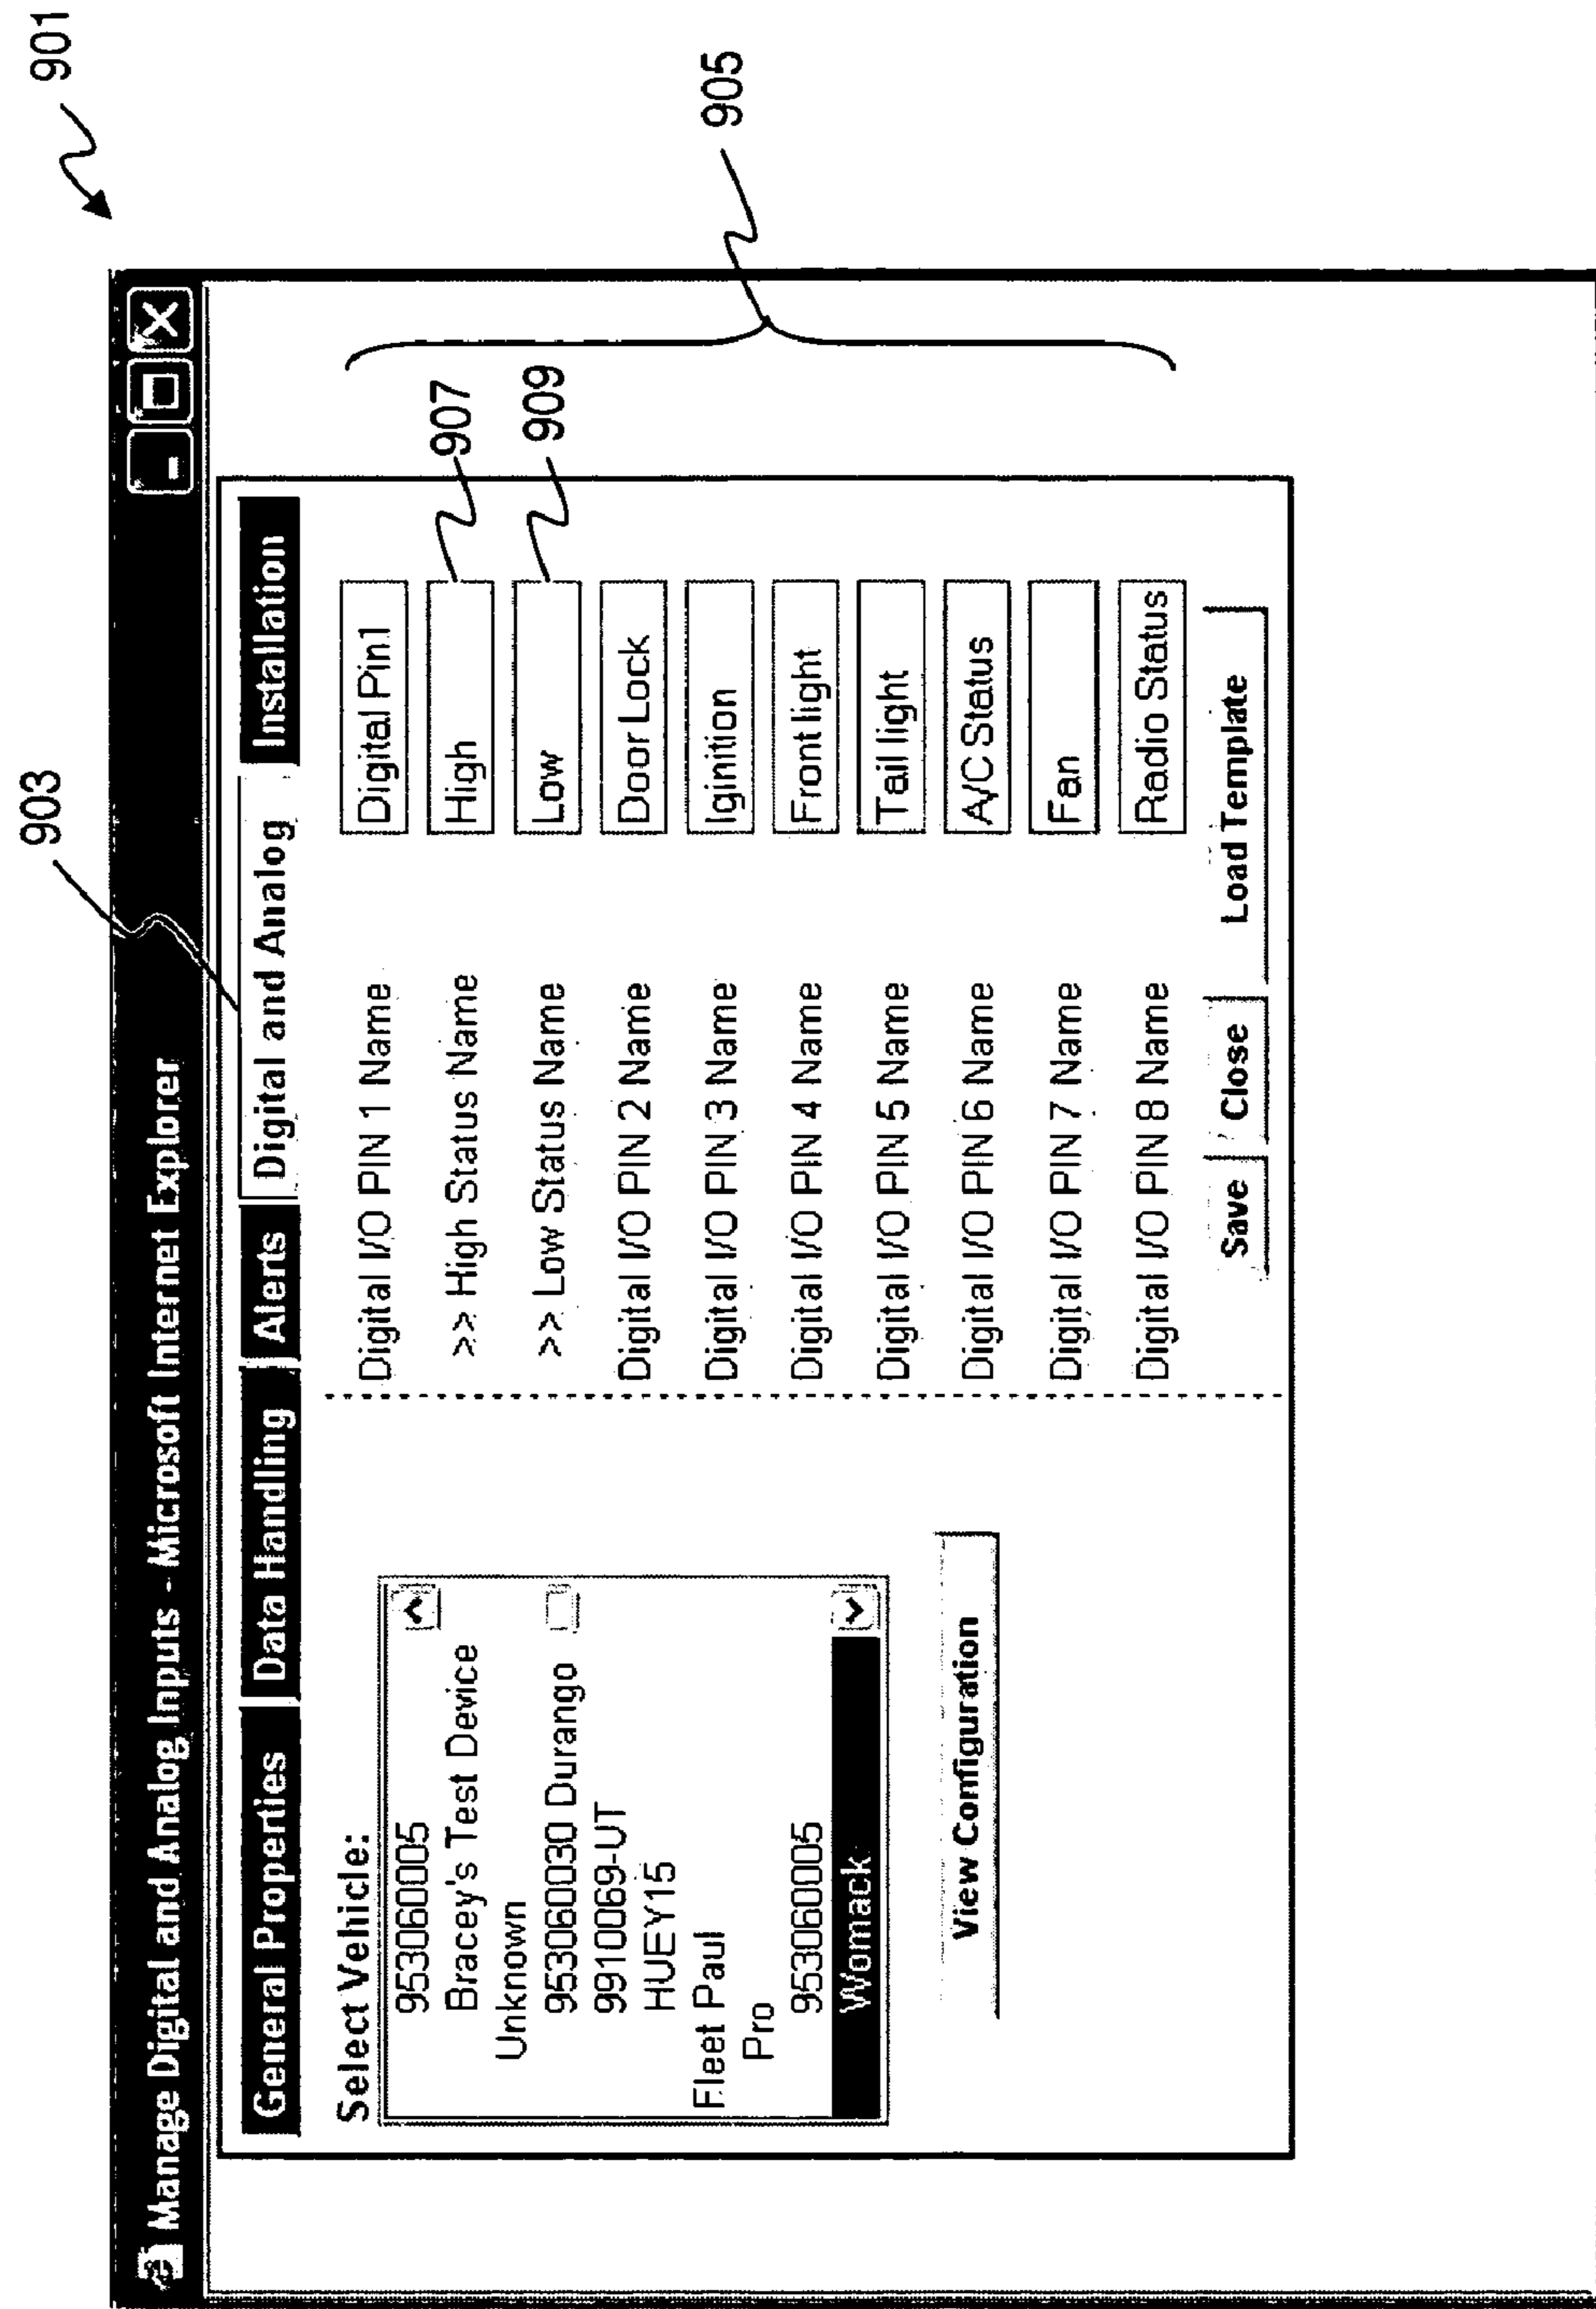 901
903
Manage Digital and Analog Inputs - Microsoft Internet Explorer
General Properties
Data Handling
Alerts
Digital and Analog
Installation
Select Vehicle:
953060005
Bracey's Test Device
Unknown
953060030 Durango
9910069-UT
HUEY15
Fleet Paul
Pro
953060005
Womack
View Configuration
Digital I/O PIN 1 Name Digital Pin1
>> High Status Name High
>> Low Status Name Low
Digital I/O PIN 2 Name Door Lock
Digital I/O PIN 3 Name Iginition
Digital I/O PIN 4 Name Front light
Digital I/O PIN 5 Name Tail light
Digital I/O PIN 6 Name A/C Status
Digital I/O PIN 7 Name Fan
Digital I/O PIN 8 Name Radio Status
Save
Close
Load Template
907
909
905